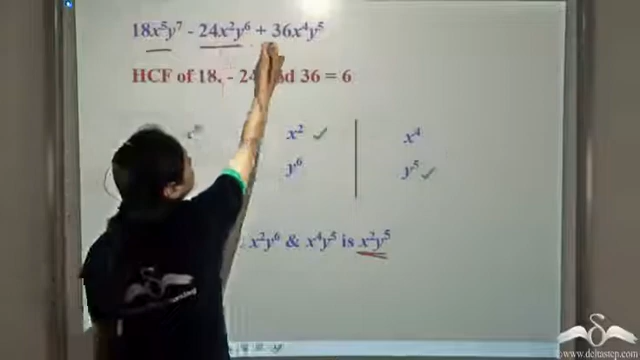 18x⁵y⁷ - 24x²y⁶ + 36x⁴y⁵
HCF of 18, - 24 and 36 = 6
x² ✓ x⁴
y⁶ y⁵ ✓
x²y⁶ & x⁴y⁵ is x²y⁵
www.deltastep.com